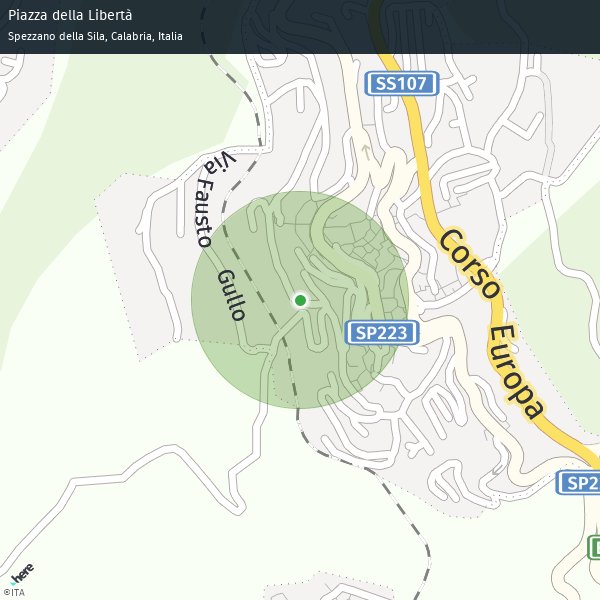 Piazza della Libertà
Spezzano della Sila, Calabria, Italia
SS107
Via Fausto Gullo
Corso Europa
SP223
SP2
here
©ITA